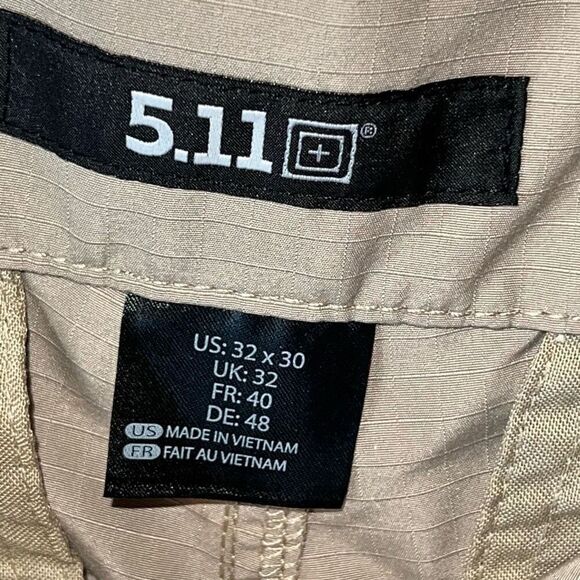 5.11®
US: 32 x 30
UK: 32
FR: 40
DE: 48
US MADE IN VIETNAM
FR FAIT AU VIETNAM